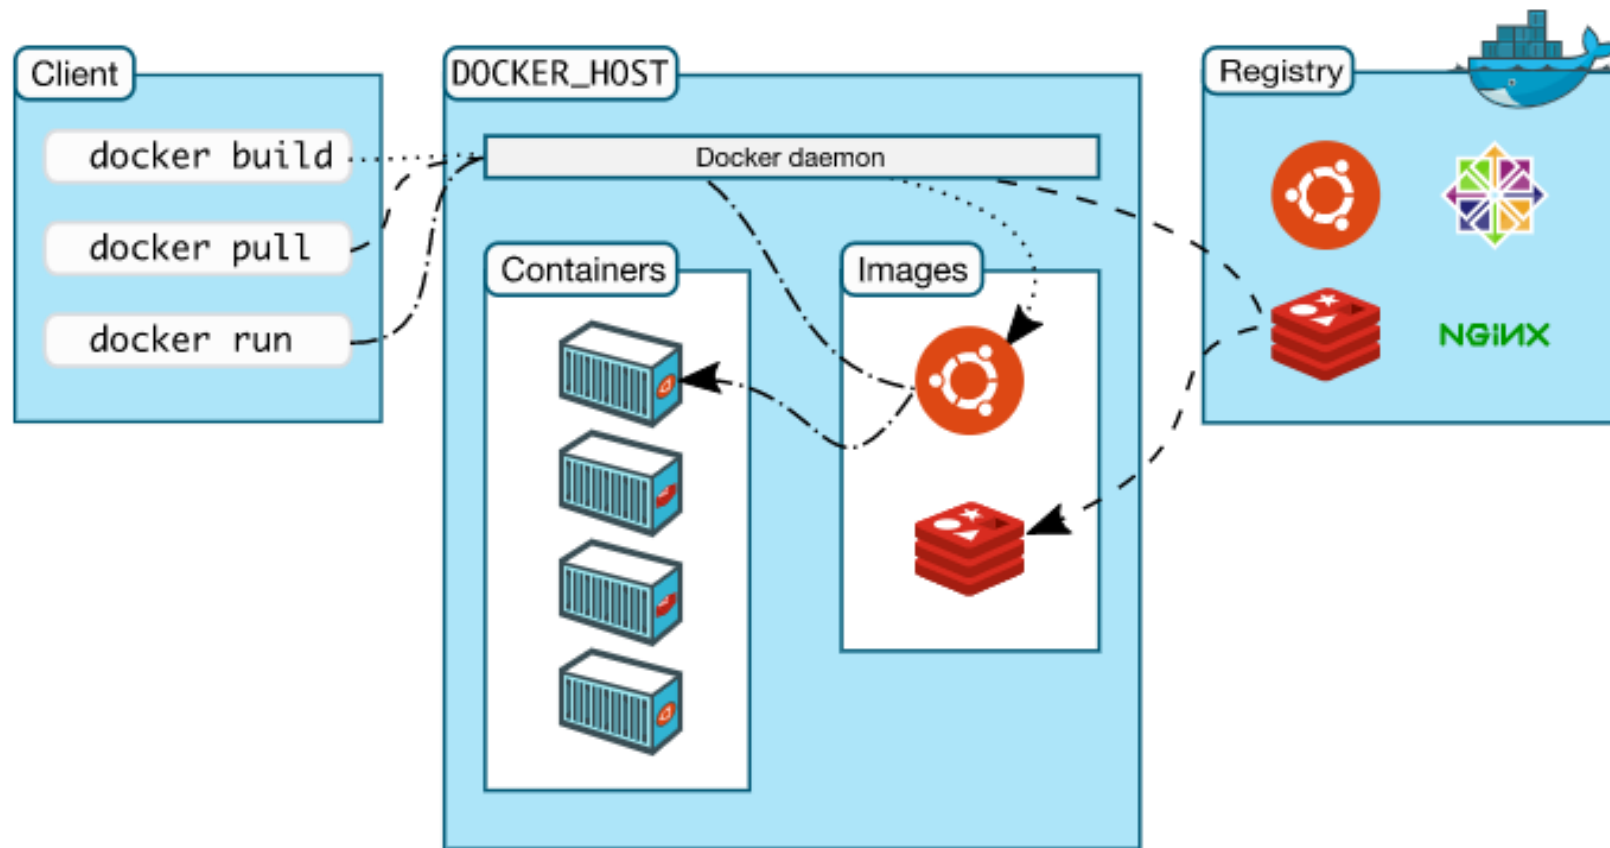 Client
docker build
docker pull
docker run
DOCKER_HOST
Docker daemon
Containers
Images
Registry
NGiNX